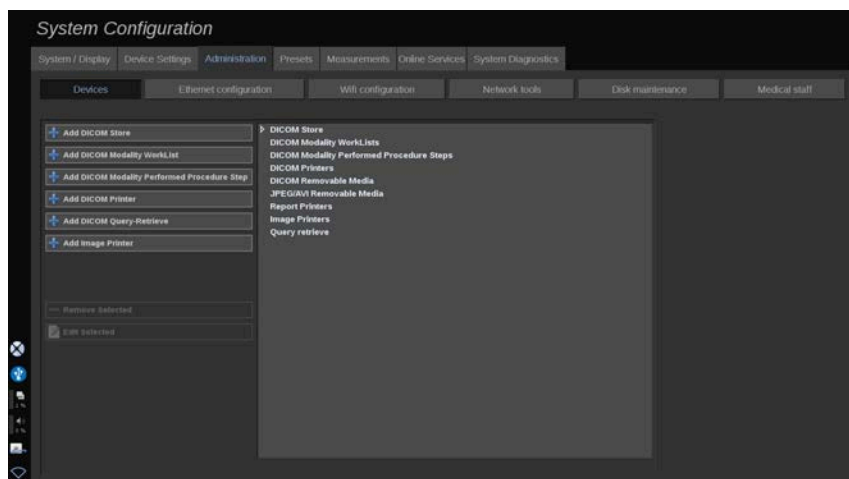 System Configuration
System / Display Device Settings Administration Presets Measurements Online Services System Diagnostics
Devices Ethernet configuration Wifi configuration Network tools Disk maintenance Medical staff
Add DICOM Store
Add DICOM Modality WorkList
Add DICOM Modality Performed Procedure Step
Add DICOM Printer
Add DICOM Query-Retrieve
Add Image Printer
Remove Selected
Edit Selected
DICOM Store
DICOM Modality WorkLists
DICOM Modality Performed Procedure Steps
DICOM Printers
DICOM Removable Media
JPEG/AVI Removable Media
Report Printers
Image Printers
Query retrieve